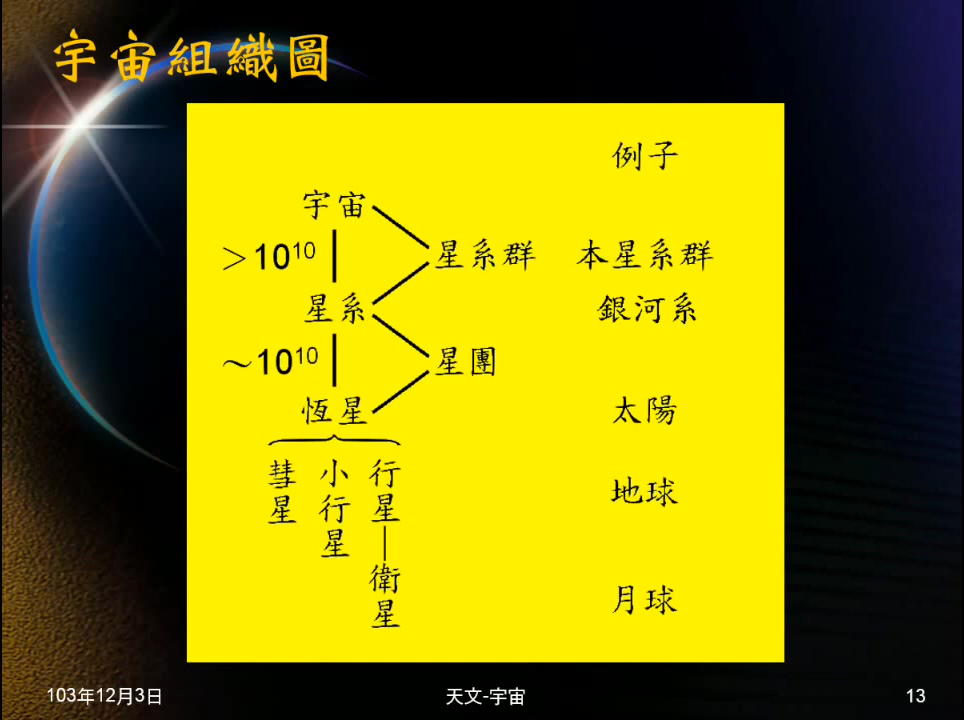 宇宙組織圖
例子
宇宙
>10¹⁰
星系群 本星系群
星系 銀河系
~10¹⁰
星團
恆星 太陽
彗星
小行星
行星
地球
衛星
月球
103年12月3日 天文-宇宙 13